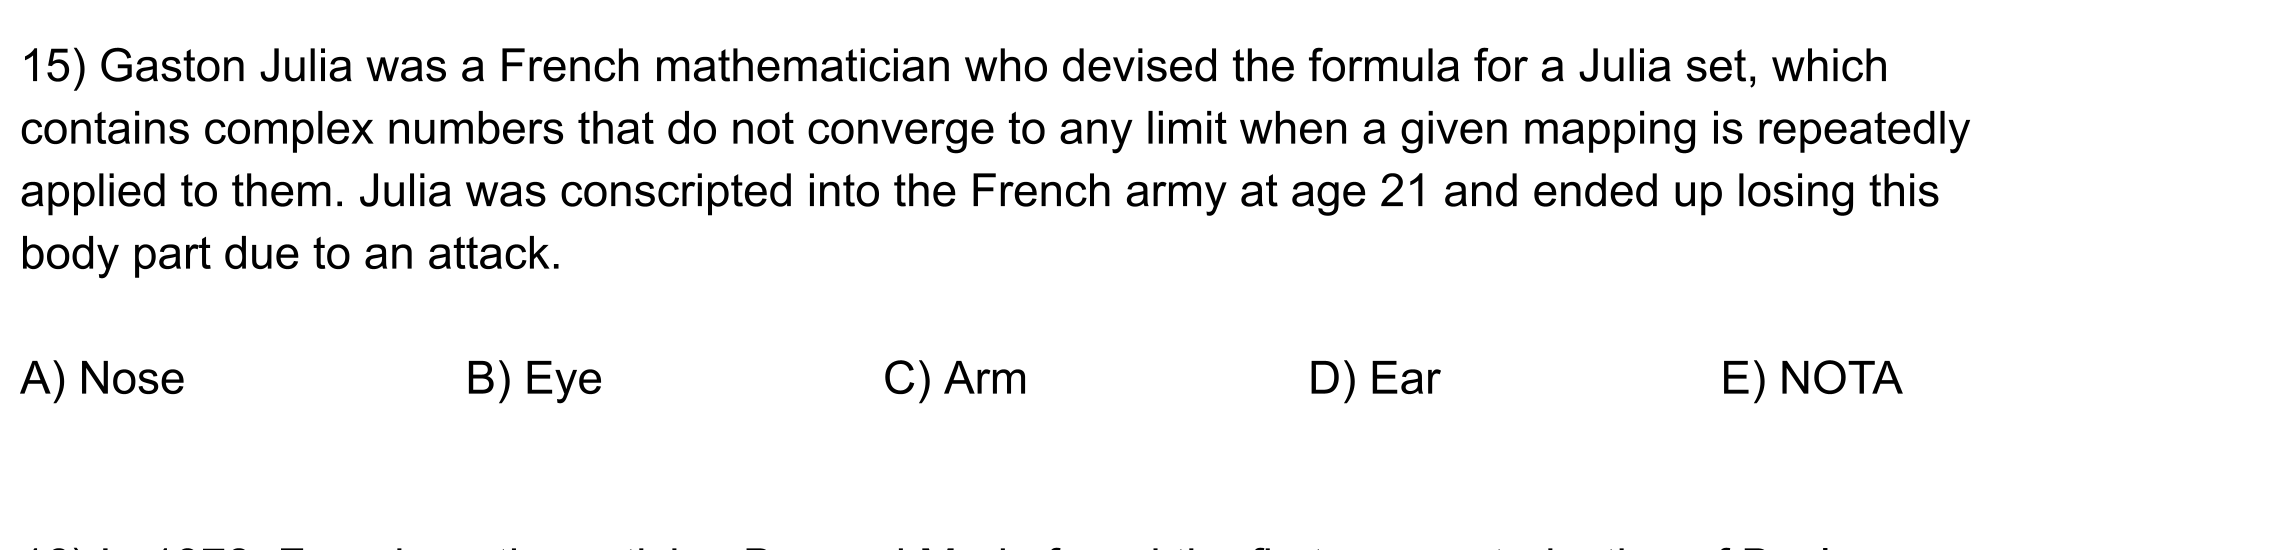 15) Gaston Julia was a French mathematician who devised the formula for a Julia set, which
contains complex numbers that do not converge to any limit when a given mapping is repeatedly
applied to them. Julia was conscripted into the French army at age 21 and ended up losing this
body part due to an attack.
A) Nose B) Eye C) Arm D) Ear E) NOTA